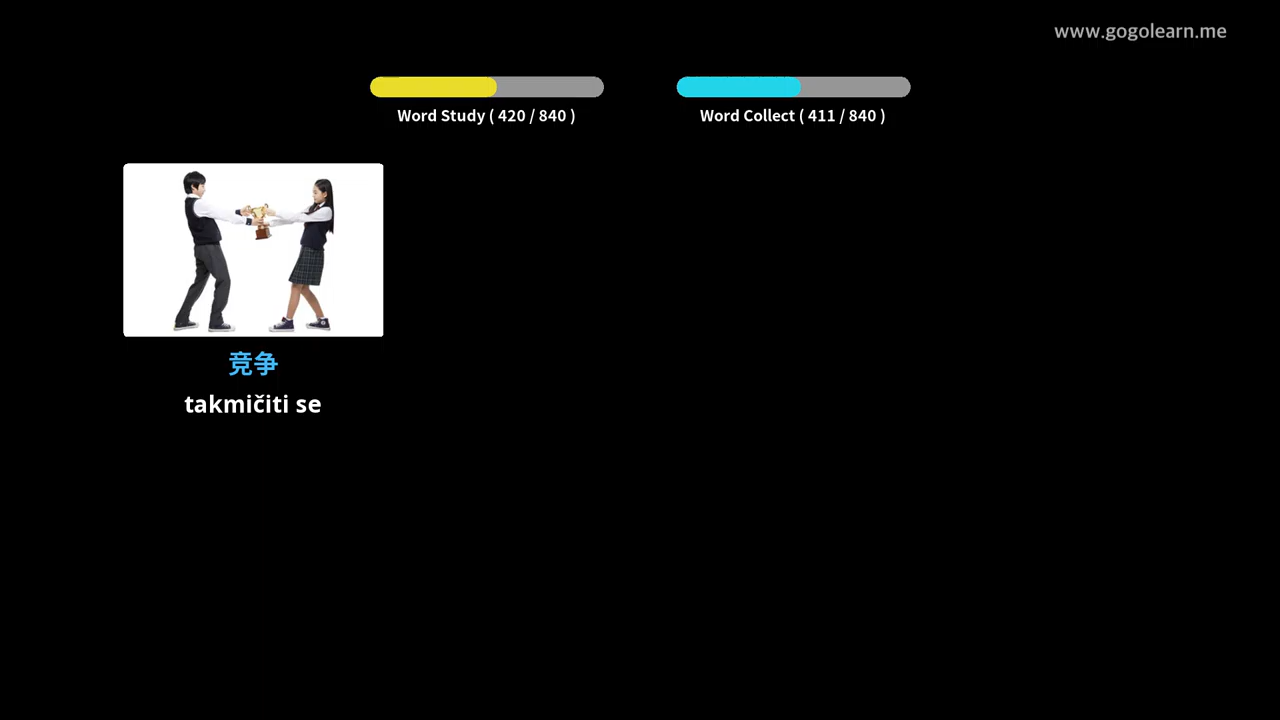 www.gogolearn.me
Word Study ( 420 / 840 )
Word Collect ( 411 / 840 )
竞争
takmičiti se